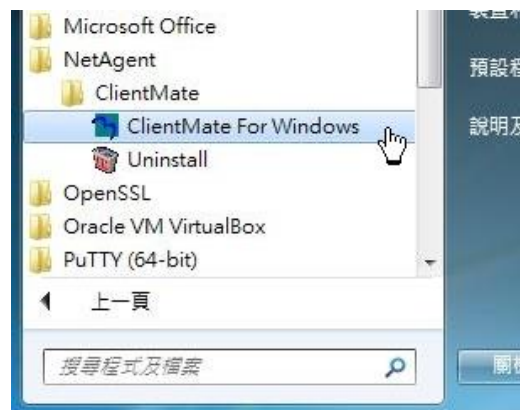 Microsoft Office
NetAgent
ClientMate
ClientMate For Windows
Uninstall
OpenSSL
Oracle VM VirtualBox
PuTTY (64-bit)
上一頁
搜尋程式及檔案
預設
說明及
關